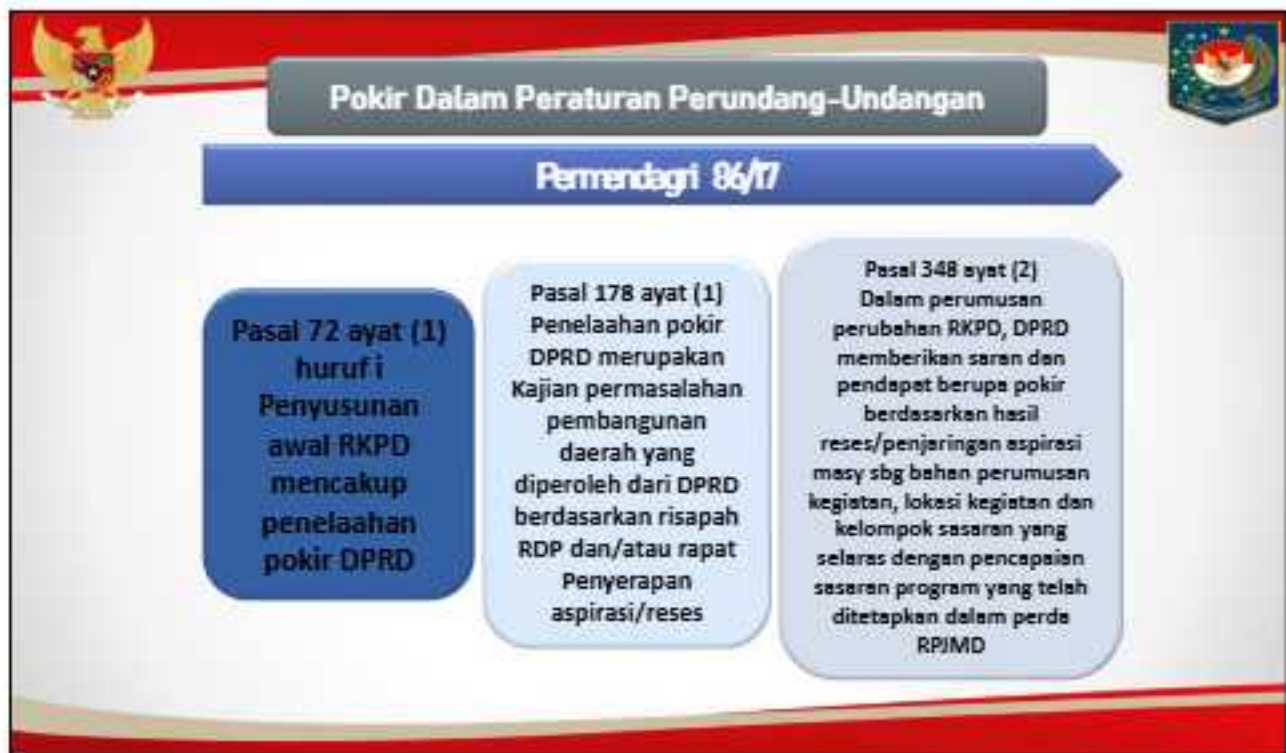 Pokir Dalam Peraturan Perundang-Undangan
Permendagri 86/17
Pasal 72 ayat (1)
huruf i
Penyusunan
awal RKPD
mencakup
penelaahan
pokir DPRD
Pasal 178 ayat (1)
Penelaahan pokir
DPRD merupakan
Kajian permasalahan
pembangunan
daerah yang
diperoleh dari DPRD
berdasarkan risapah
RDP dan/atau rapat
Penyerapan
aspirasi/reses
Pasal 348 ayat (2)
Dalam perumusan
perubahan RKPD, DPRD
memberikan saran dan
pendapat berupa pokir
berdasarkan hasil
reses/penjaringan aspirasi
masy sbg bahan perumusan
kegiatan, lokasi kegiatan dan
kelompok sasaran yang
selaras dengan pencapaian
sasaran program yang telah
ditetapkan dalam perda
RPJMD